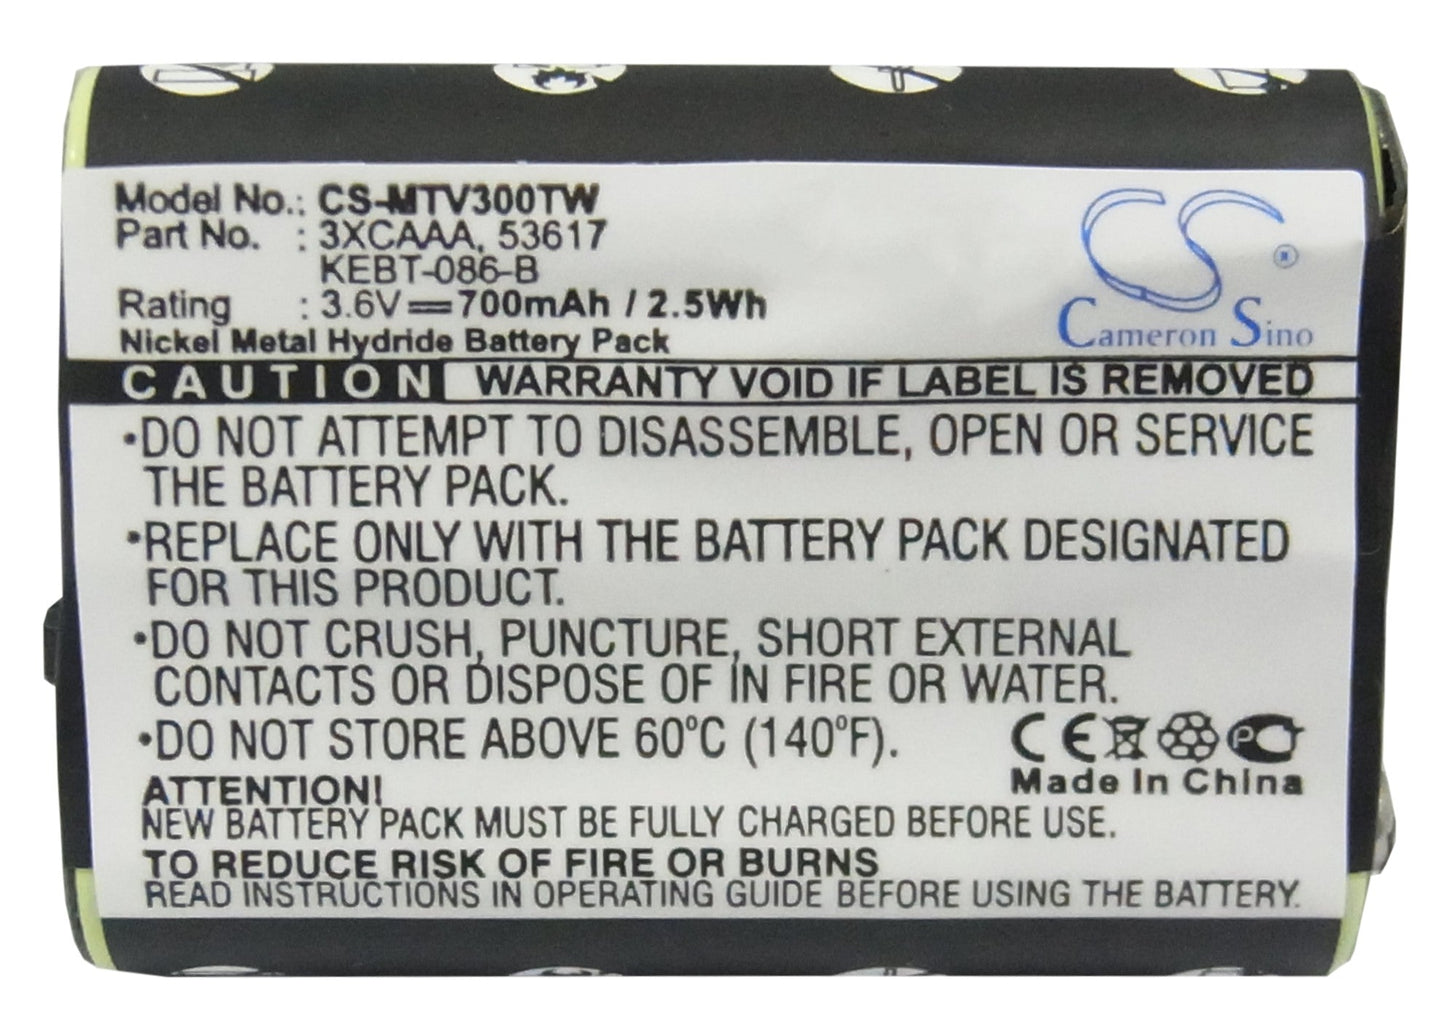 Model No.: CS-MTV300TW
Part No. : 3XCAAA, 53617
KEBT-086-B
Rating : 3.6V⎓700mAh / 2.5Wh
Nickel Metal Hydride Battery Pack
CS ®
Cameron Sino
CAUTION WARRANTY VOID IF LABEL IS REMOVED
•DO NOT ATTEMPT TO DISASSEMBLE, OPEN OR SERVICE
THE BATTERY PACK.
•REPLACE ONLY WITH THE BATTERY PACK DESIGNATED
FOR THIS PRODUCT.
•DO NOT CRUSH, PUNCTURE, SHORT EXTERNAL
CONTACTS OR DISPOSE OF IN FIRE OR WATER.
•DO NOT STORE ABOVE 60°C (140°F).
CE PC
Made In China
ATTENTION!
NEW BATTERY PACK MUST BE FULLY CHARGED BEFORE USE.
TO REDUCE RISK OF FIRE OR BURNS
READ INSTRUCTIONS IN OPERATING GUIDE BEFORE USING THE BATTERY.